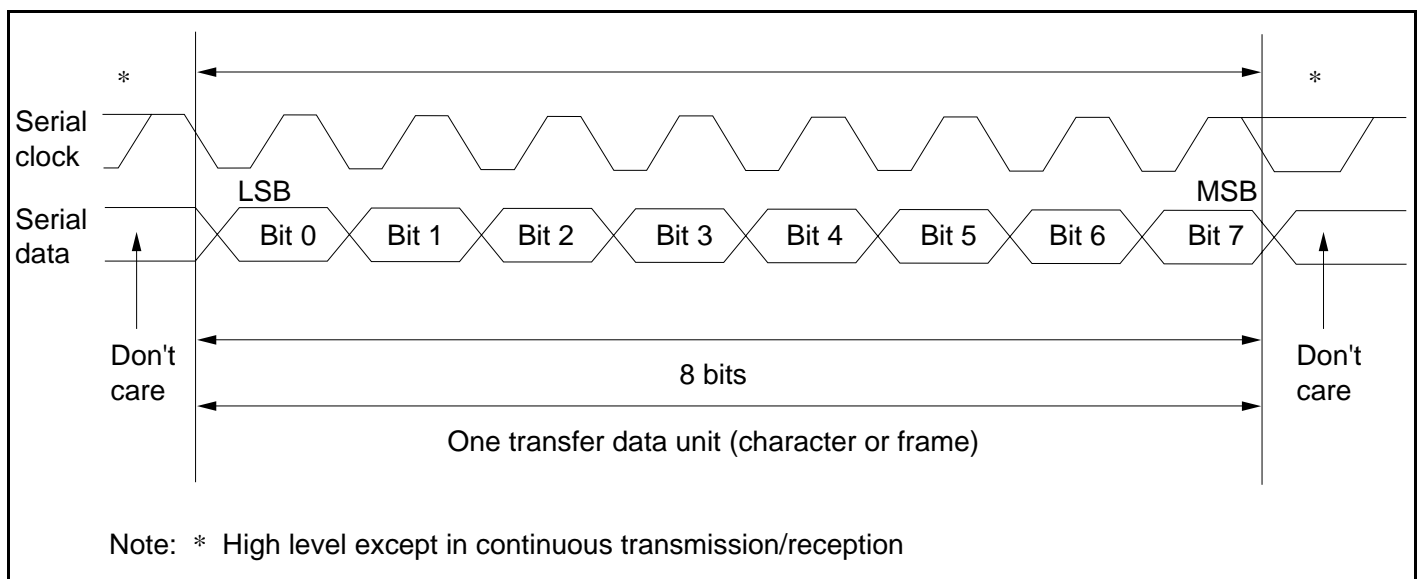 * *
Serial
clock
LSB MSB
Serial
data
Bit 0 Bit 1 Bit 2 Bit 3 Bit 4 Bit 5 Bit 6 Bit 7
Don't
care
Don't
care
8 bits
One transfer data unit (character or frame)
Note: * High level except in continuous transmission/reception